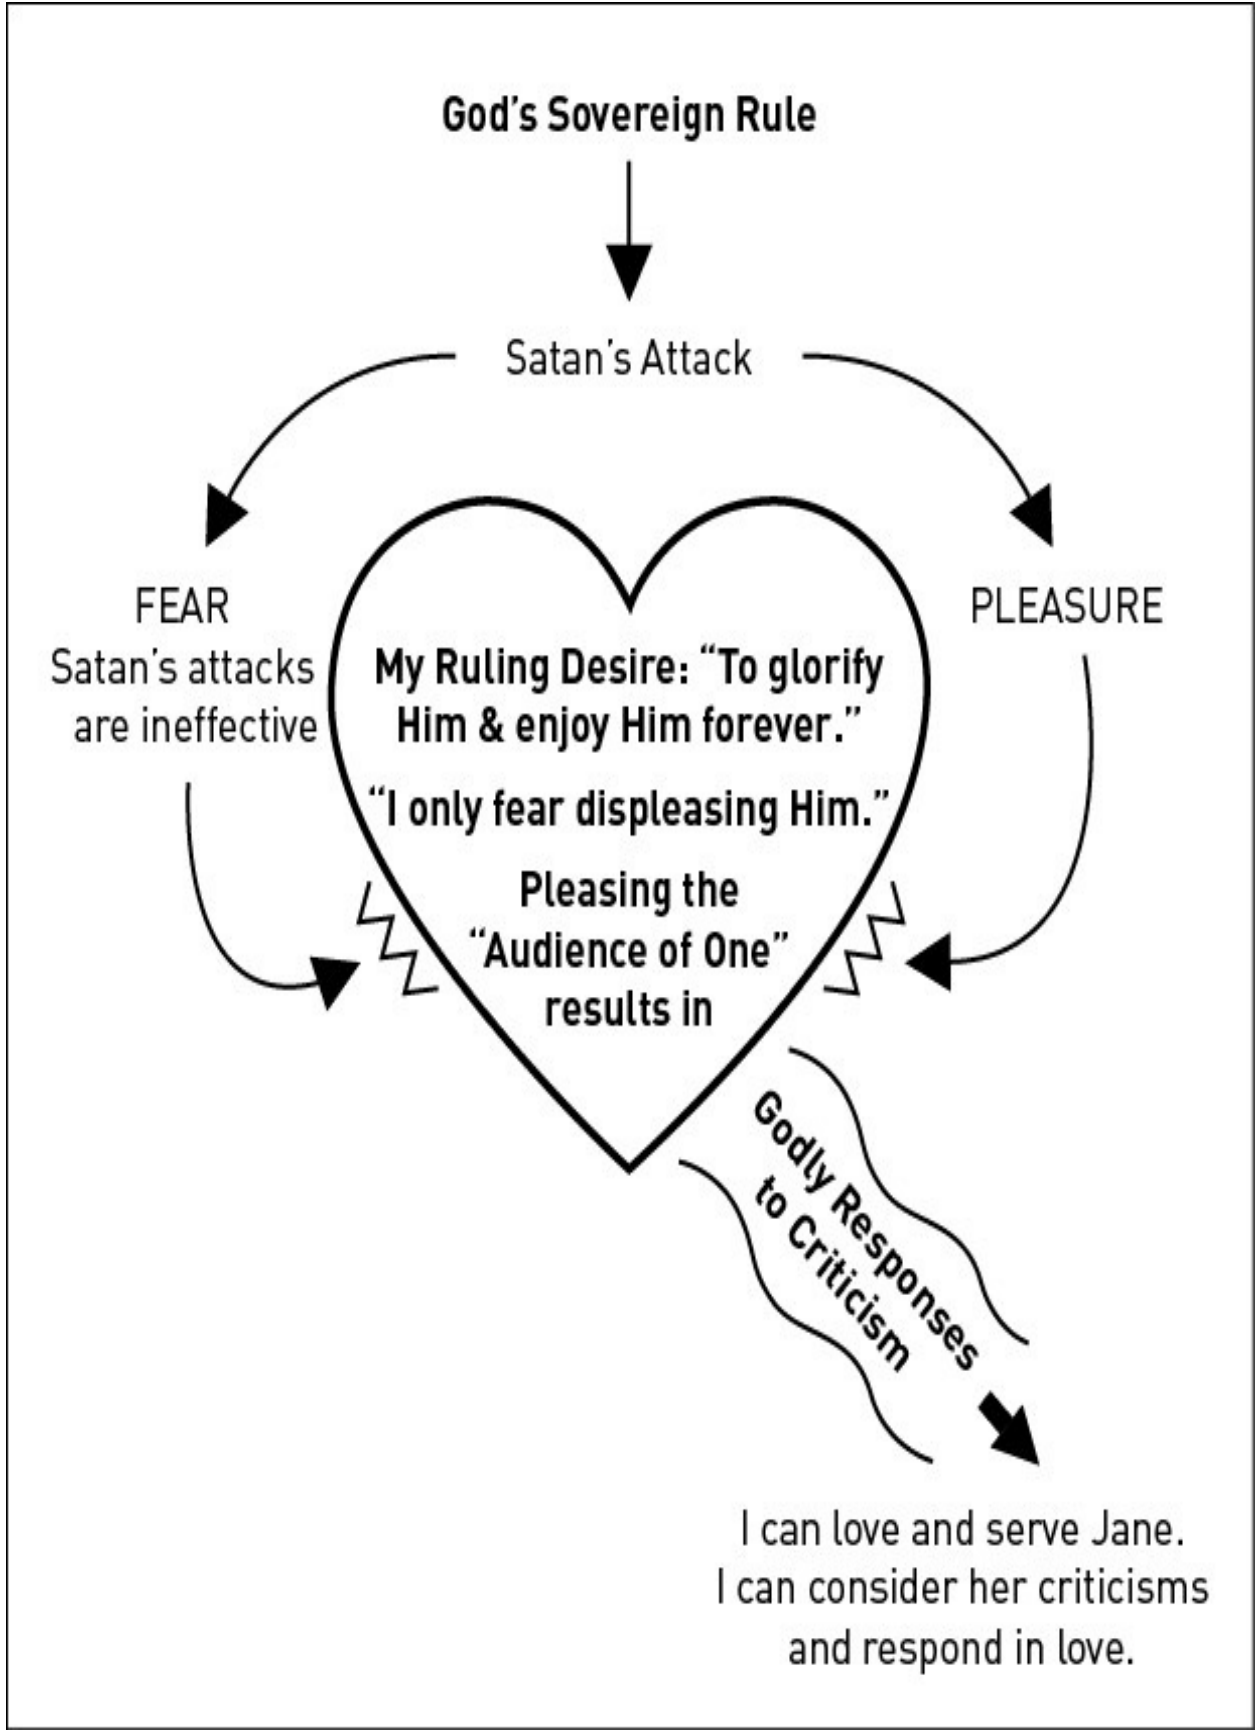 God’s Sovereign Rule
Satan’s Attack
FEAR
Satan’s attacks
are ineffective
PLEASURE
My Ruling Desire: “To glorify
Him & enjoy Him forever.”
“I only fear displeasing Him.”
Pleasing the
“Audience of One”
results in
Godly Responses
to Criticism
I can love and serve Jane.
I can consider her criticisms
and respond in love.